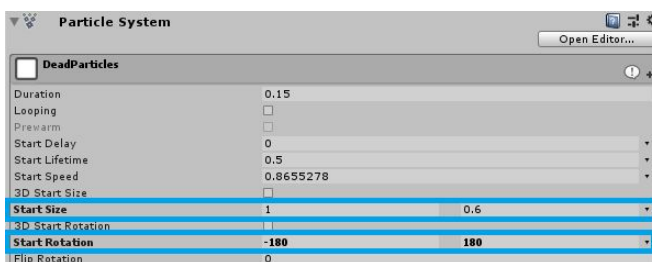 Particle System
Open Editor...
DeadParticles
Duration 0.15
Looping
Prewarm
Start Delay 0
Start Lifetime 0.5
Start Speed 0.8655278
3D Start Size
Start Size 1 0.6
3D Start Rotation
Start Rotation -180 180
Flip Rotation 0